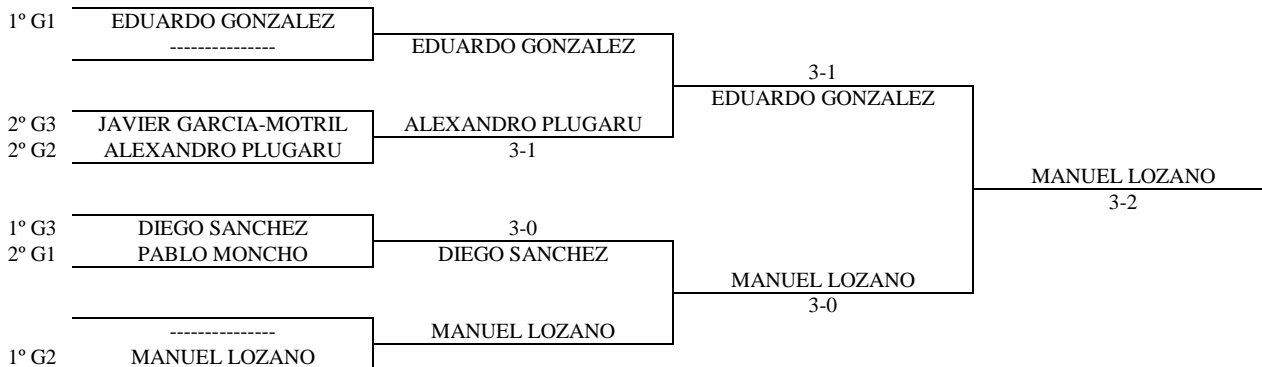 1º G1 EDUARDO GONZALEZ
---------------
EDUARDO GONZALEZ
3-1
EDUARDO GONZALEZ
2º G3 JAVIER GARCIA-MOTRIL
2º G2 ALEXANDRO PLUGARU
ALEXANDRO PLUGARU
3-1
MANUEL LOZANO
3-2
1º G3 DIEGO SANCHEZ
2º G1 PABLO MONCHO
3-0
DIEGO SANCHEZ
MANUEL LOZANO
3-0
---------------
1º G2 MANUEL LOZANO
MANUEL LOZANO